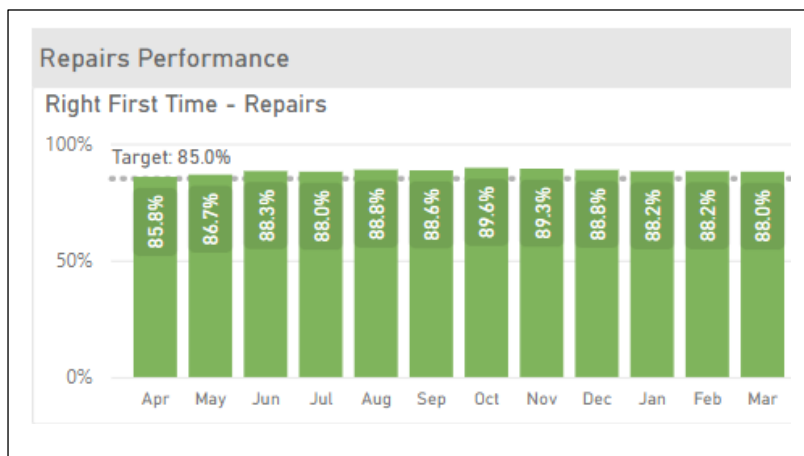 Repairs Performance
Right First Time - Repairs
100%
Target: 85.0%
85.8% 86.7% 88.3% 88.0% 88.8% 88.6% 89.6% 89.3% 88.8% 88.2% 88.2% 88.0%
50%
0%
Apr May Jun Jul Aug Sep Oct Nov Dec Jan Feb Mar